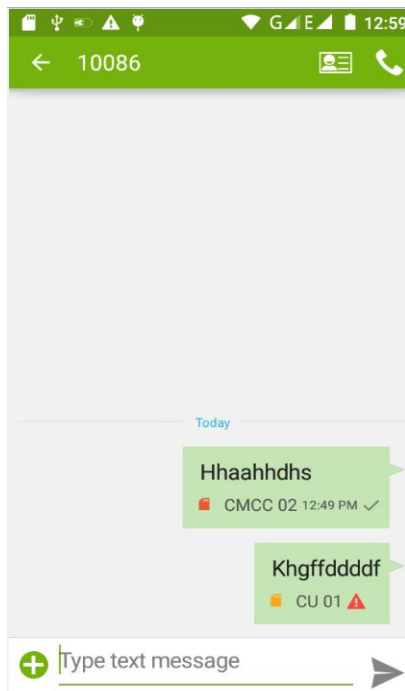 G E 12:59
10086
Today
Hhaahhdhs
CMCC 02 12:49 PM
Khgffddddf
CU 01
Type text message